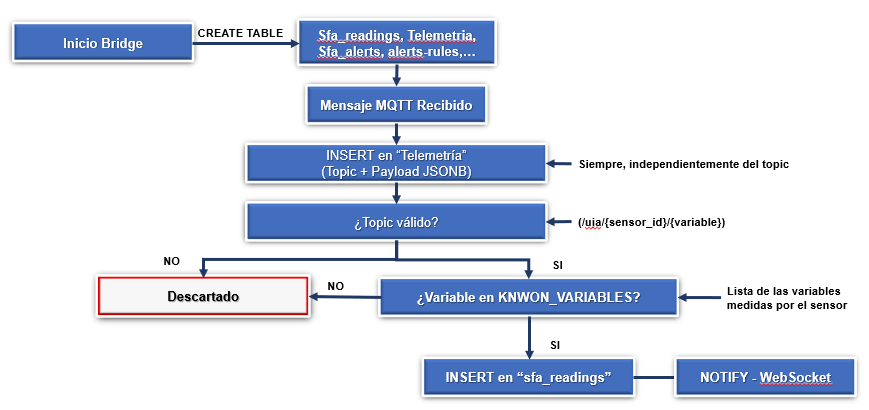 Inicio Bridge
CREATE TABLE
Sfa_readings, Telemetria,
Sfa_alerts, alerts-rules,...
Mensaje MQTT Recibido
INSERT en “Telemetría”
(Topic + Payload JSONB)
Siempre, independientemente del topic
¿Topic válido?
(/uja/{sensor_id}/{variable})
NO
SI
Descartado
NO
¿Variable en KNWON_VARIABLES?
Lista de las variables
medidas por el sensor
SI
INSERT en “sfa_readings”
NOTIFY - WebSocket